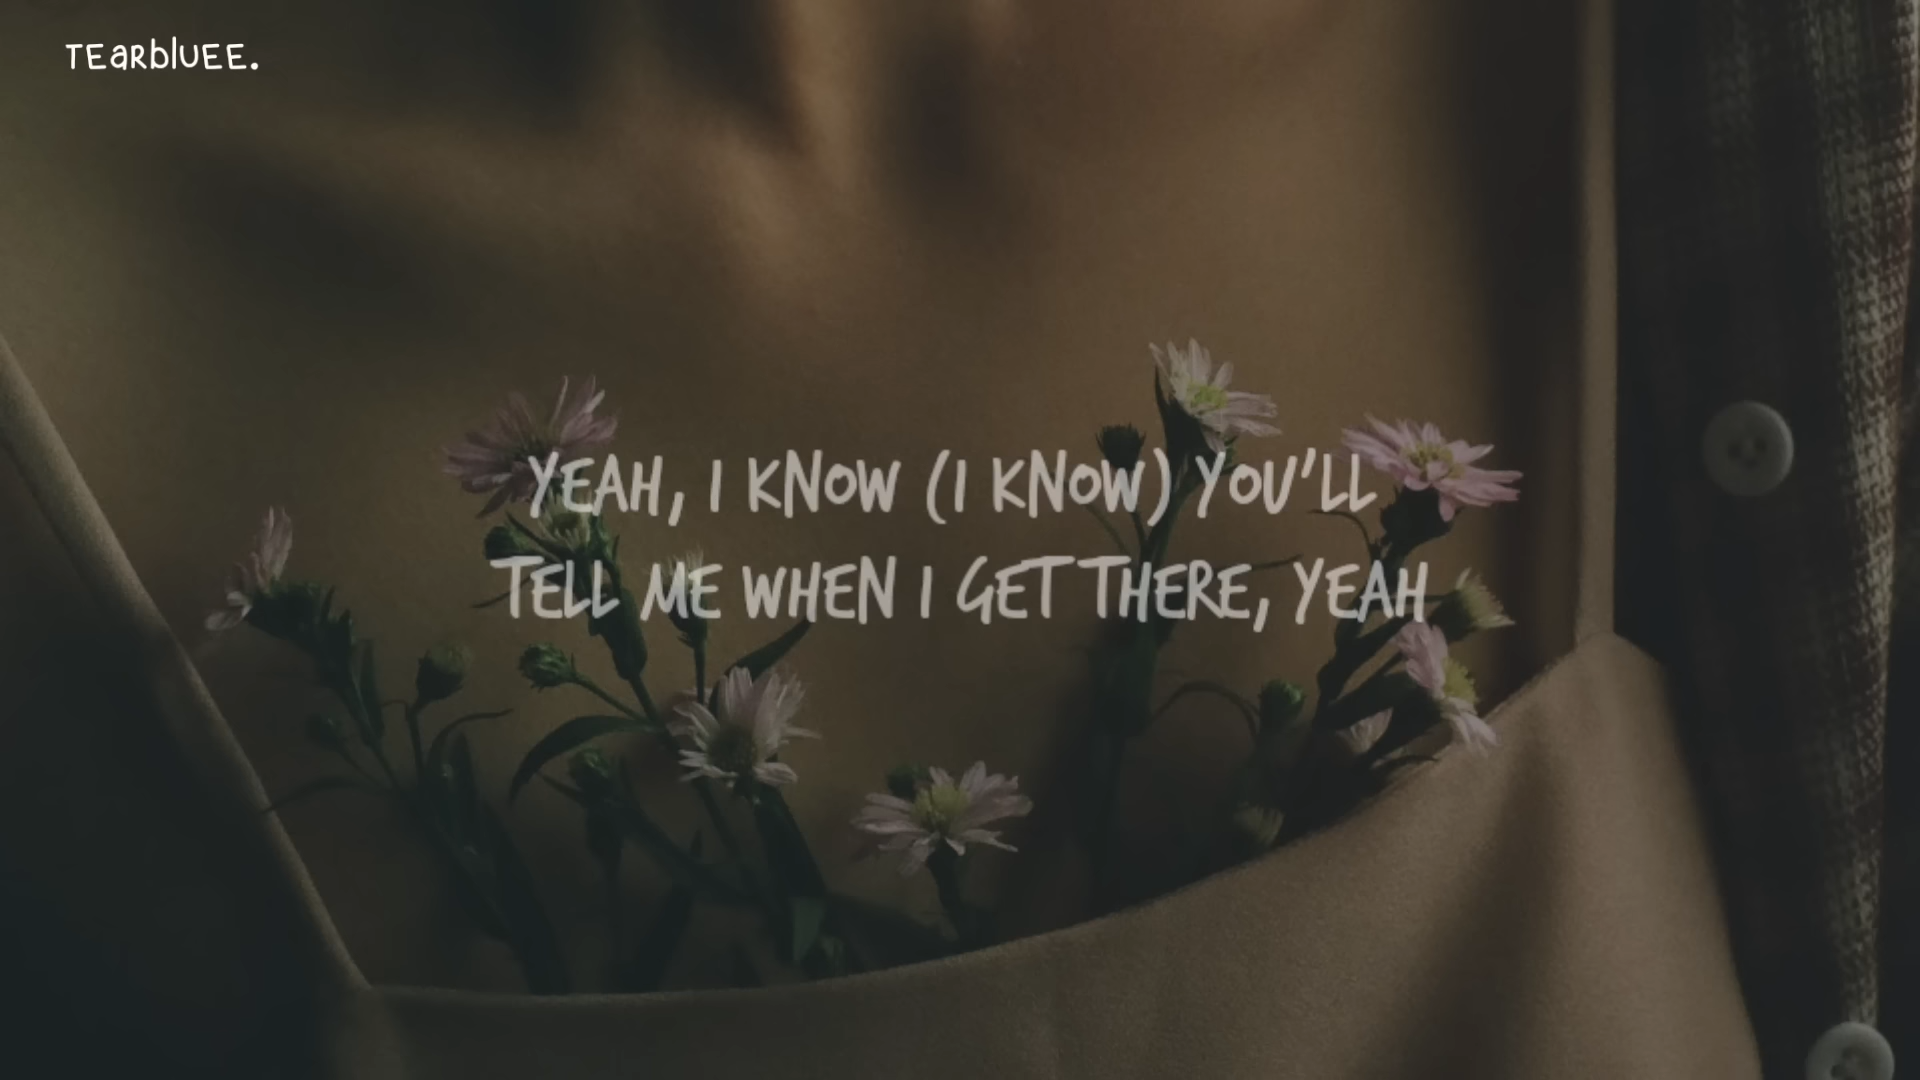 TEarbluEE.
YEAH, I KNOW (I KNOW) YOU'LL
TELL ME WHEN I GET THERE, YEAH